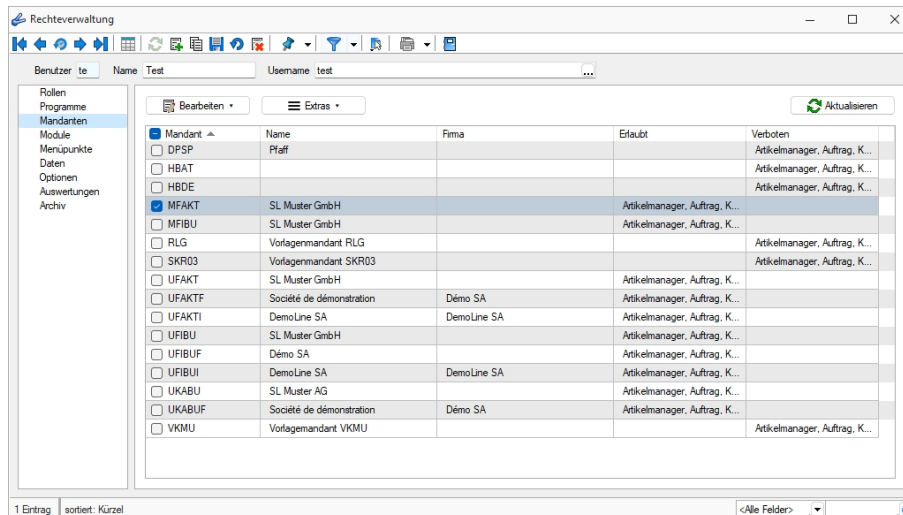 Rechteverwaltung
Benutzer te Name Test Username test ...
Rollen
Programme
Mandanten
Module
Menüpunkte
Daten
Optionen
Auswertungen
Archiv
Bearbeiten Extras Aktualisieren
Mandant Name Firma Erlaubt Verboten
DPSP Pfaff Artikelmanager, Auftrag, K...
HBAT Artikelmanager, Auftrag, K...
HBDE Artikelmanager, Auftrag, K...
MFAKT SL Muster GmbH Artikelmanager, Auftrag, K...
MFIBU SL Muster GmbH Artikelmanager, Auftrag, K...
RLG Vorlagenmandant RLG Artikelmanager, Auftrag, K...
SKR03 Vorlagenmandant SKR03 Artikelmanager, Auftrag, K...
UFAKT SL Muster GmbH Artikelmanager, Auftrag, K...
UFAKTF Société de démonstration Démo SA Artikelmanager, Auftrag, K...
UFAKTI DemoLine SA DemoLine SA Artikelmanager, Auftrag, K...
UFIBU SL Muster GmbH Artikelmanager, Auftrag, K...
UFIBUF Démo SA Artikelmanager, Auftrag, K...
UFIBUI DemoLine SA DemoLine SA Artikelmanager, Auftrag, K...
UKABU SL Muster AG Artikelmanager, Auftrag, K...
UKABUF Société de démonstration Démo SA Artikelmanager, Auftrag, K...
VKMU Vorlagemandant VKMU Artikelmanager, Auftrag, K...
1 Eintrag sortiert: Kürzel <Alle Felder>